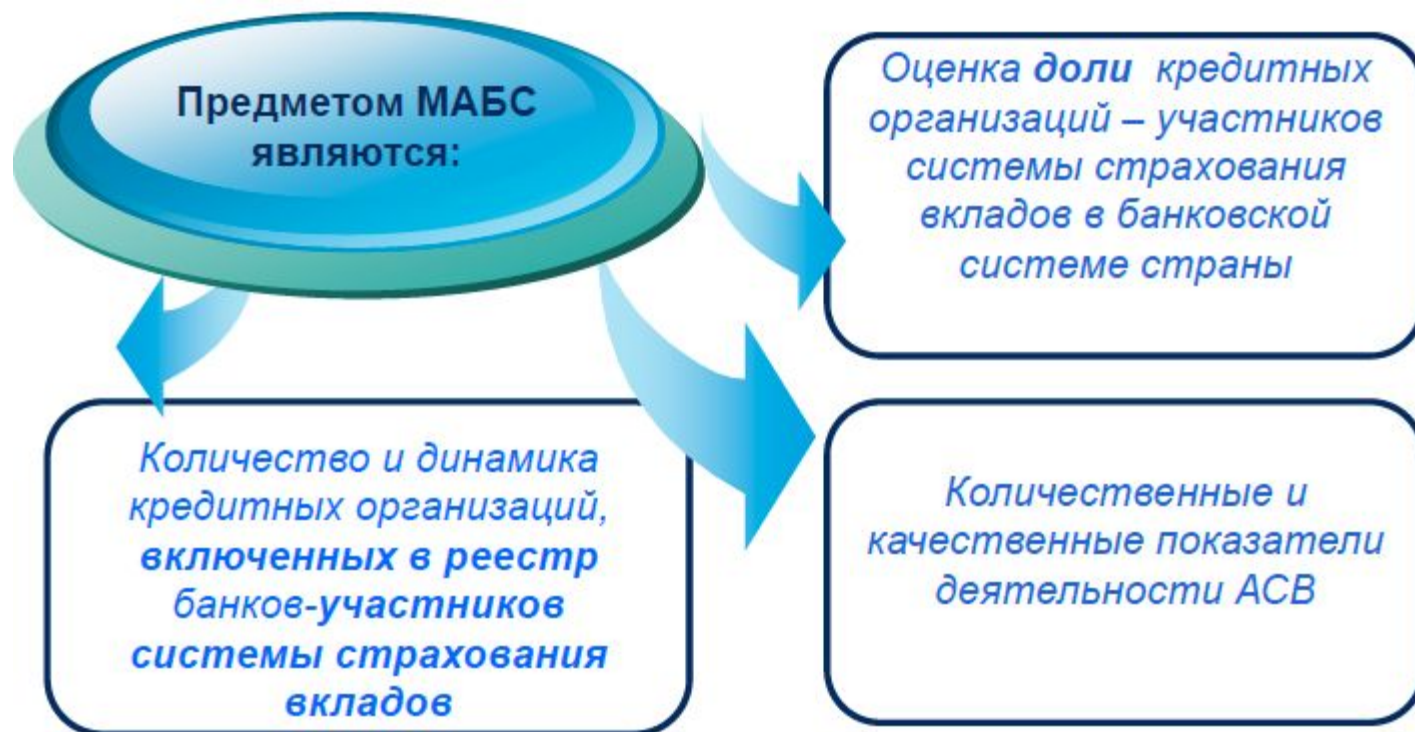 Предметом МАБС
являются:
Оценка доли кредитных
организаций – участников
системы страхования
вкладов в банковской
системе страны
Количество и динамика
кредитных организаций,
включенных в реестр
банков-участников
системы страхования
вкладов
Количественные и
качественные показатели
деятельности АСВ